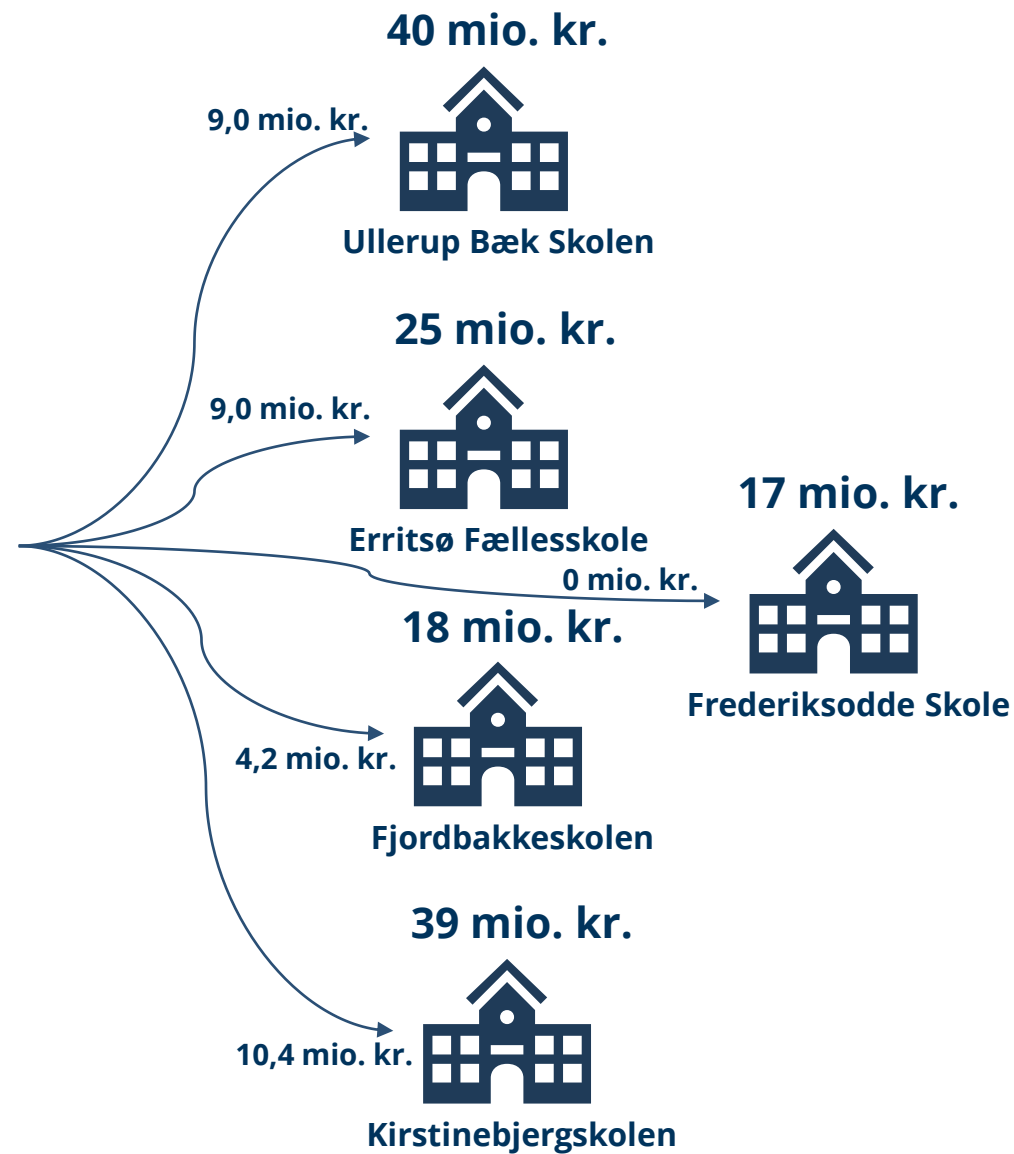 40 mio. kr.
9,0 mio. kr.
Ullerup Bæk Skolen
25 mio. kr.
9,0 mio. kr.
Erritsø Fællesskole
17 mio. kr.
0 mio. kr.
Frederiksodde Skole
18 mio. kr.
4,2 mio. kr.
Fjordbakkeskolen
39 mio. kr.
10,4 mio. kr.
Kirstinebjergskolen